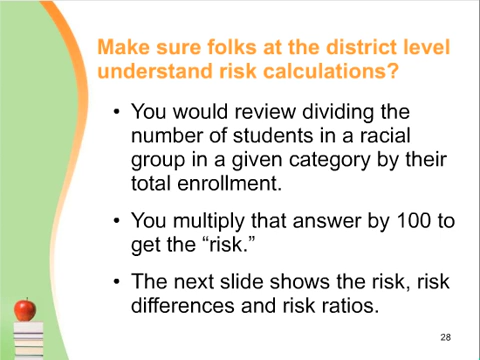 Make sure folks at the district level
understand risk calculations?
• You would review dividing the
number of students in a racial
group in a given category by their
total enrollment.
• You multiply that answer by 100 to
get the “risk.”
• The next slide shows the risk, risk
differences and risk ratios.
28